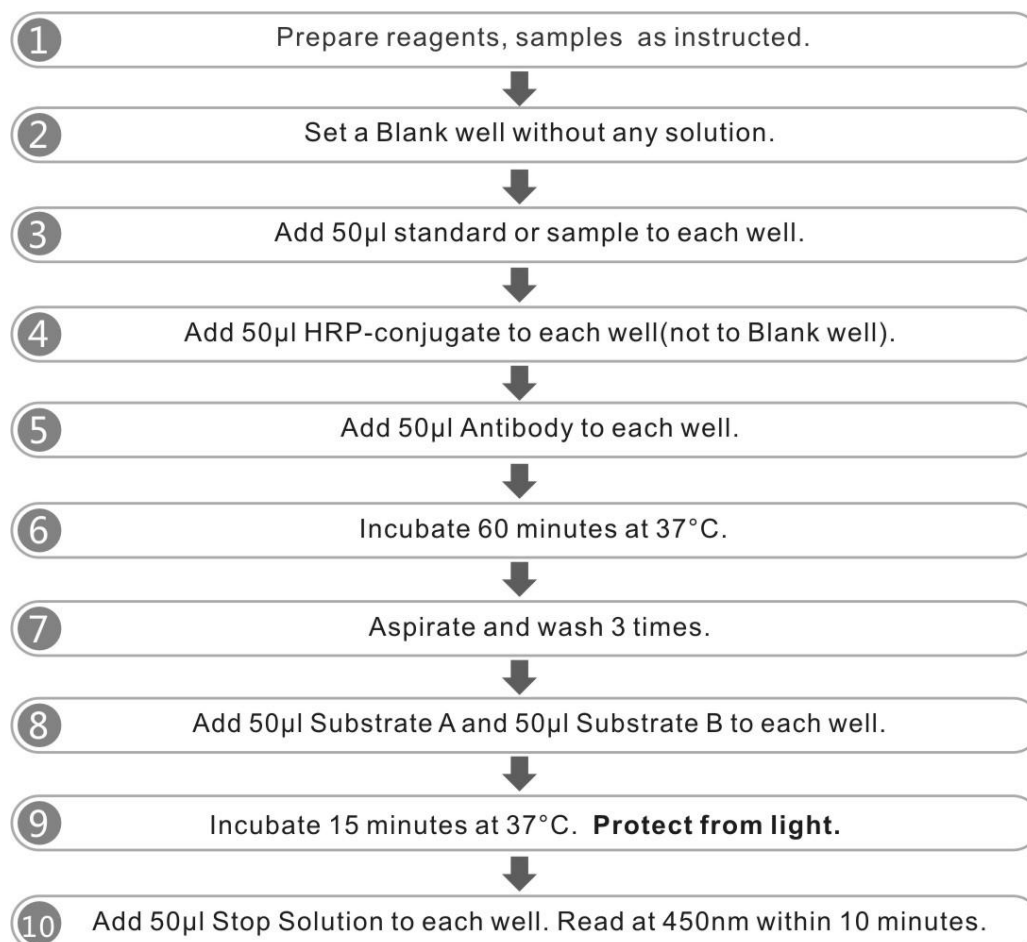 1 Prepare reagents, samples as instructed.
2 Set a Blank well without any solution.
3 Add 50μl standard or sample to each well.
4 Add 50μl HRP-conjugate to each well(not to Blank well).
5 Add 50μl Antibody to each well.
6 Incubate 60 minutes at 37°C.
7 Aspirate and wash 3 times.
8 Add 50μl Substrate A and 50μl Substrate B to each well.
9 Incubate 15 minutes at 37°C. Protect from light.
10 Add 50μl Stop Solution to each well. Read at 450nm within 10 minutes.